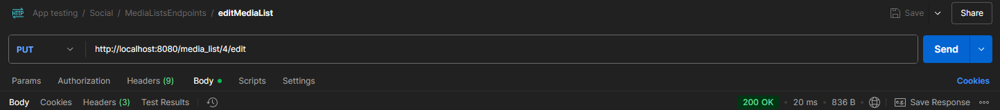 HTTP App testing / Social / MediaListsEndpoints / editMediaList Save Share
PUT http://localhost:8080/media_list/4/edit Send
Params Authorization Headers (9) Body Scripts Settings Cookies
Body Cookies Headers (3) Test Results 200 OK • 20 ms • 836 B • e.g. Save Response